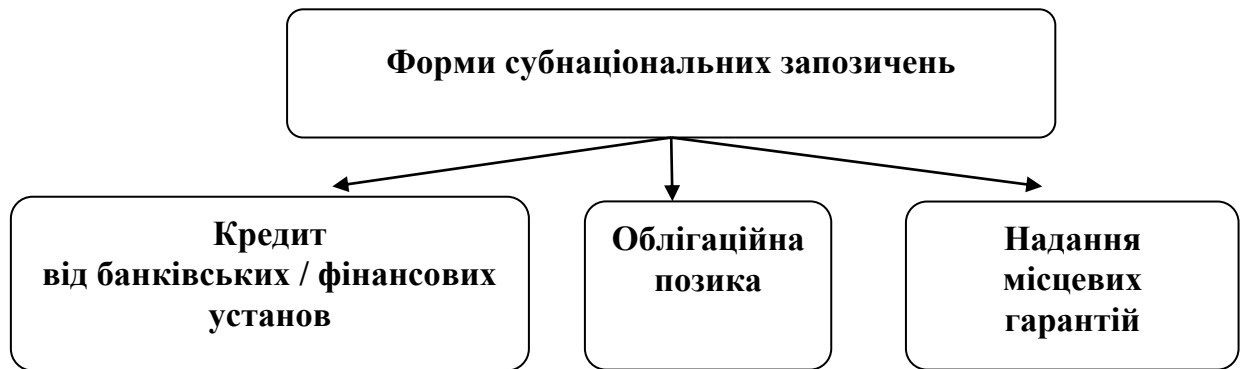 Форми субнаціональних запозичень
Кредит
від банківських / фінансових
установ
Облігаційна
позика
Надання
місцевих
гарантій